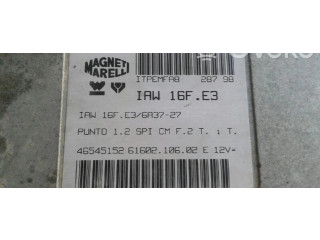 MAGNETI
MARELLI
ITPEMFA8 287 98
IAW 16F.E3
IAW 16F.E3/6A37-27
PUNTO 1.2 SPI CM F.2 T. : T.
46545152 61602.106.02 E 12V=